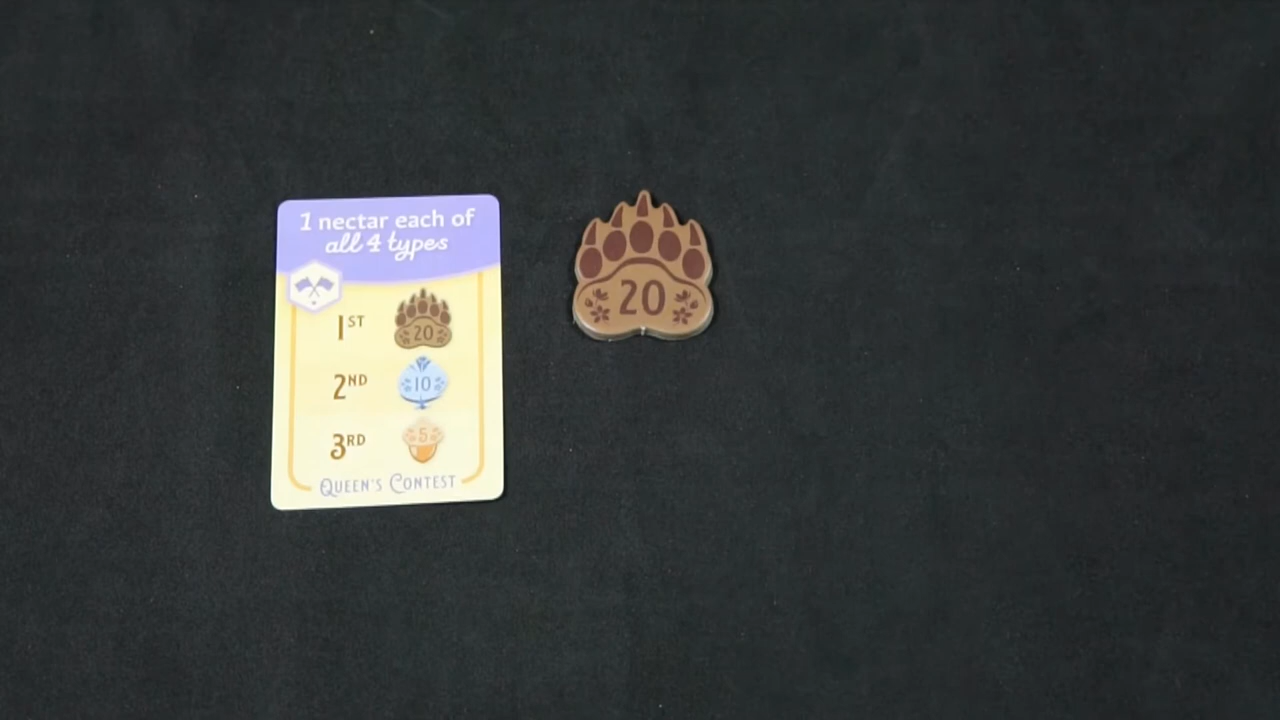 1 nectar each of
all 4 types
1ST 20
2ND 10
3RD 5
QUEEN'S CONTEST
20